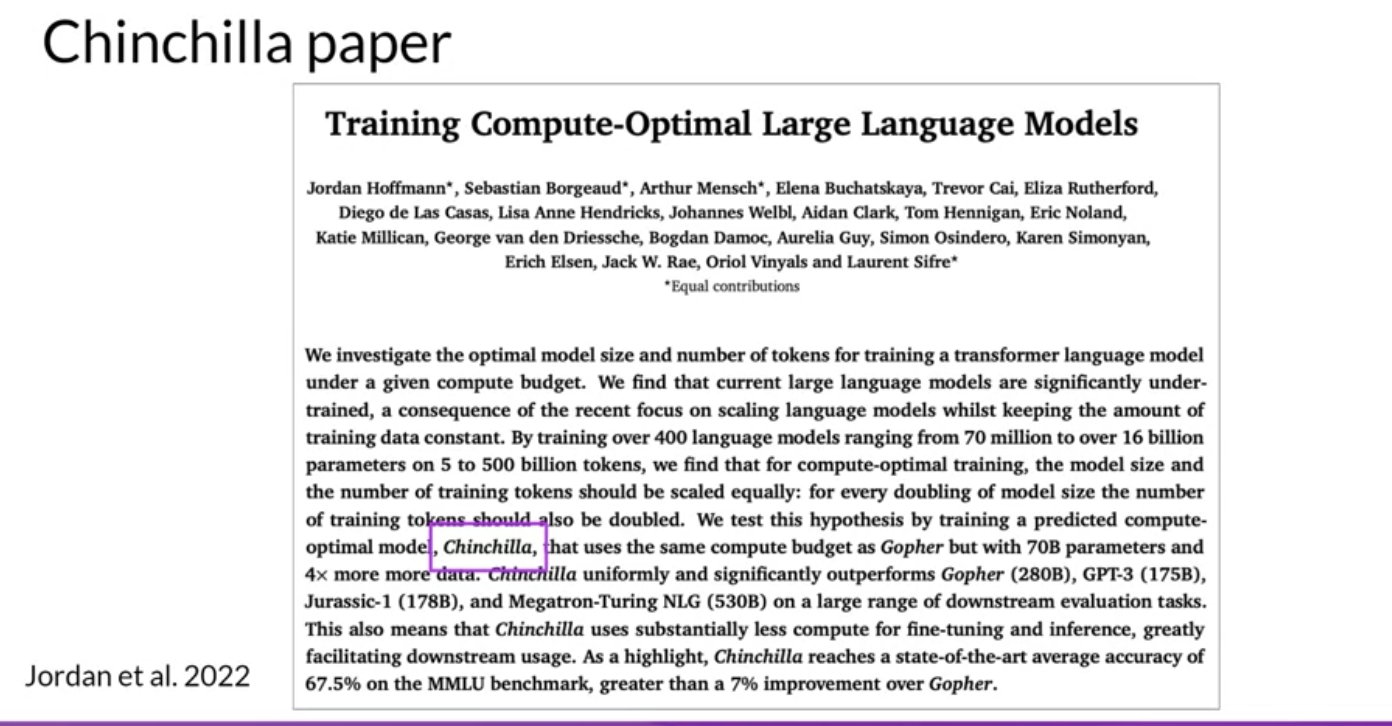 Chinchilla paper
Training Compute-Optimal Large Language Models
Jordan Hoffmann*, Sebastian Borgeaud*, Arthur Mensch*, Elena Buchatskaya, Trevor Cai, Eliza Rutherford,
Diego de Las Casas, Lisa Anne Hendricks, Johannes Welbl, Aidan Clark, Tom Hennigan, Eric Noland,
Katie Millican, George van den Driessche, Bogdan Damoc, Aurelia Guy, Simon Osindero, Karen Simonyan,
Erich Elsen, Jack W. Rae, Oriol Vinyals and Laurent Sifre*
*Equal contributions
We investigate the optimal model size and number of tokens for training a transformer language model
under a given compute budget. We find that current large language models are significantly under-
trained, a consequence of the recent focus on scaling language models whilst keeping the amount of
training data constant. By training over 400 language models ranging from 70 million to over 16 billion
parameters on 5 to 500 billion tokens, we find that for compute-optimal training, the model size and
the number of training tokens should be scaled equally: for every doubling of model size the number
of training tokens should also be doubled. We test this hypothesis by training a predicted compute-
optimal model, Chinchilla, that uses the same compute budget as Gopher but with 70B parameters and
4× more more data. Chinchilla uniformly and significantly outperforms Gopher (280B), GPT-3 (175B),
Jurassic-1 (178B), and Megatron-Turing NLG (530B) on a large range of downstream evaluation tasks.
This also means that Chinchilla uses substantially less compute for fine-tuning and inference, greatly
facilitating downstream usage. As a highlight, Chinchilla reaches a state-of-the-art average accuracy of
67.5% on the MMLU benchmark, greater than a 7% improvement over Gopher.
Jordan et al. 2022